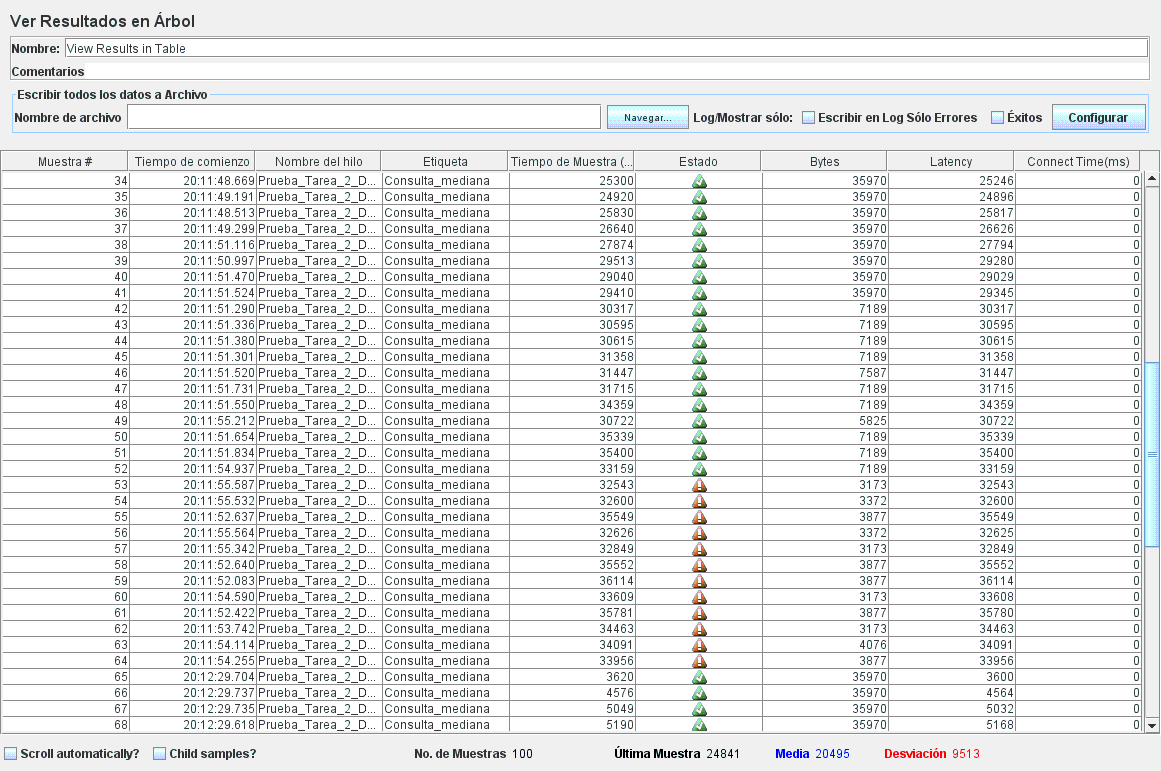 Ver Resultados en Árbol
Nombre: View Results in Table
Comentarios
Escribir todos los datos a Archivo
Nombre de archivo Navegar... Log/Mostrar sólo: Escribir en Log Sólo Errores Éxitos Configurar
Muestra # Tiempo de comienzo Nombre del hilo Etiqueta Tiempo de Muestra (... Estado Bytes Latency Connect Time(ms)
34 20:11:48.669 Prueba_Tarea_2_D... Consulta_mediana 25300 35970 25246 0
35 20:11:49.191 Prueba_Tarea_2_D... Consulta_mediana 24920 35970 24896 0
36 20:11:48.513 Prueba_Tarea_2_D... Consulta_mediana 25830 35970 25817 0
37 20:11:49.299 Prueba_Tarea_2_D... Consulta_mediana 26640 35970 26626 0
38 20:11:51.116 Prueba_Tarea_2_D... Consulta_mediana 27874 35970 27794 0
39 20:11:50.997 Prueba_Tarea_2_D... Consulta_mediana 29513 35970 29280 0
40 20:11:51.470 Prueba_Tarea_2_D... Consulta_mediana 29040 35970 29029 0
41 20:11:51.524 Prueba_Tarea_2_D... Consulta_mediana 29410 35970 29345 0
42 20:11:51.290 Prueba_Tarea_2_D... Consulta_mediana 30317 7189 30317 0
43 20:11:51.336 Prueba_Tarea_2_D... Consulta_mediana 30595 7189 30595 0
44 20:11:51.380 Prueba_Tarea_2_D... Consulta_mediana 30615 7189 30615 0
45 20:11:51.301 Prueba_Tarea_2_D... Consulta_mediana 31358 7189 31358 0
46 20:11:51.520 Prueba_Tarea_2_D... Consulta_mediana 31447 7587 31447 0
47 20:11:51.731 Prueba_Tarea_2_D... Consulta_mediana 31715 7189 31715 0
48 20:11:51.550 Prueba_Tarea_2_D... Consulta_mediana 34359 7189 34359 0
49 20:11:55.212 Prueba_Tarea_2_D... Consulta_mediana 30722 5825 30722 0
50 20:11:51.654 Prueba_Tarea_2_D... Consulta_mediana 35339 7189 35339 0
51 20:11:51.834 Prueba_Tarea_2_D... Consulta_mediana 35400 7189 35400 0
52 20:11:54.937 Prueba_Tarea_2_D... Consulta_mediana 33159 7189 33159 0
53 20:11:55.587 Prueba_Tarea_2_D... Consulta_mediana 32543 3173 32543 0
54 20:11:55.532 Prueba_Tarea_2_D... Consulta_mediana 32600 3372 32600 0
55 20:11:52.637 Prueba_Tarea_2_D... Consulta_mediana 35549 3877 35549 0
56 20:11:55.564 Prueba_Tarea_2_D... Consulta_mediana 32626 3372 32625 0
57 20:11:55.342 Prueba_Tarea_2_D... Consulta_mediana 32849 3173 32849 0
58 20:11:52.640 Prueba_Tarea_2_D... Consulta_mediana 35552 3877 35552 0
59 20:11:52.083 Prueba_Tarea_2_D... Consulta_mediana 36114 3877 36114 0
60 20:11:54.590 Prueba_Tarea_2_D... Consulta_mediana 33609 3173 33608 0
61 20:11:52.422 Prueba_Tarea_2_D... Consulta_mediana 35781 3877 35780 0
62 20:11:53.742 Prueba_Tarea_2_D... Consulta_mediana 34463 3173 34463 0
63 20:11:54.114 Prueba_Tarea_2_D... Consulta_mediana 34091 4076 34091 0
64 20:11:54.255 Prueba_Tarea_2_D... Consulta_mediana 33956 3877 33956 0
65 20:12:29.704 Prueba_Tarea_2_D... Consulta_mediana 3620 35970 3600 0
66 20:12:29.737 Prueba_Tarea_2_D... Consulta_mediana 4576 35970 4564 0
67 20:12:29.735 Prueba_Tarea_2_D... Consulta_mediana 5049 35970 5032 0
68 20:12:29.618 Prueba_Tarea_2_D... Consulta_mediana 5190 35970 5168 0
Scroll automatically? Child samples? No. de Muestras 100 Última Muestra 24841 Media 20495 Desviación 9513